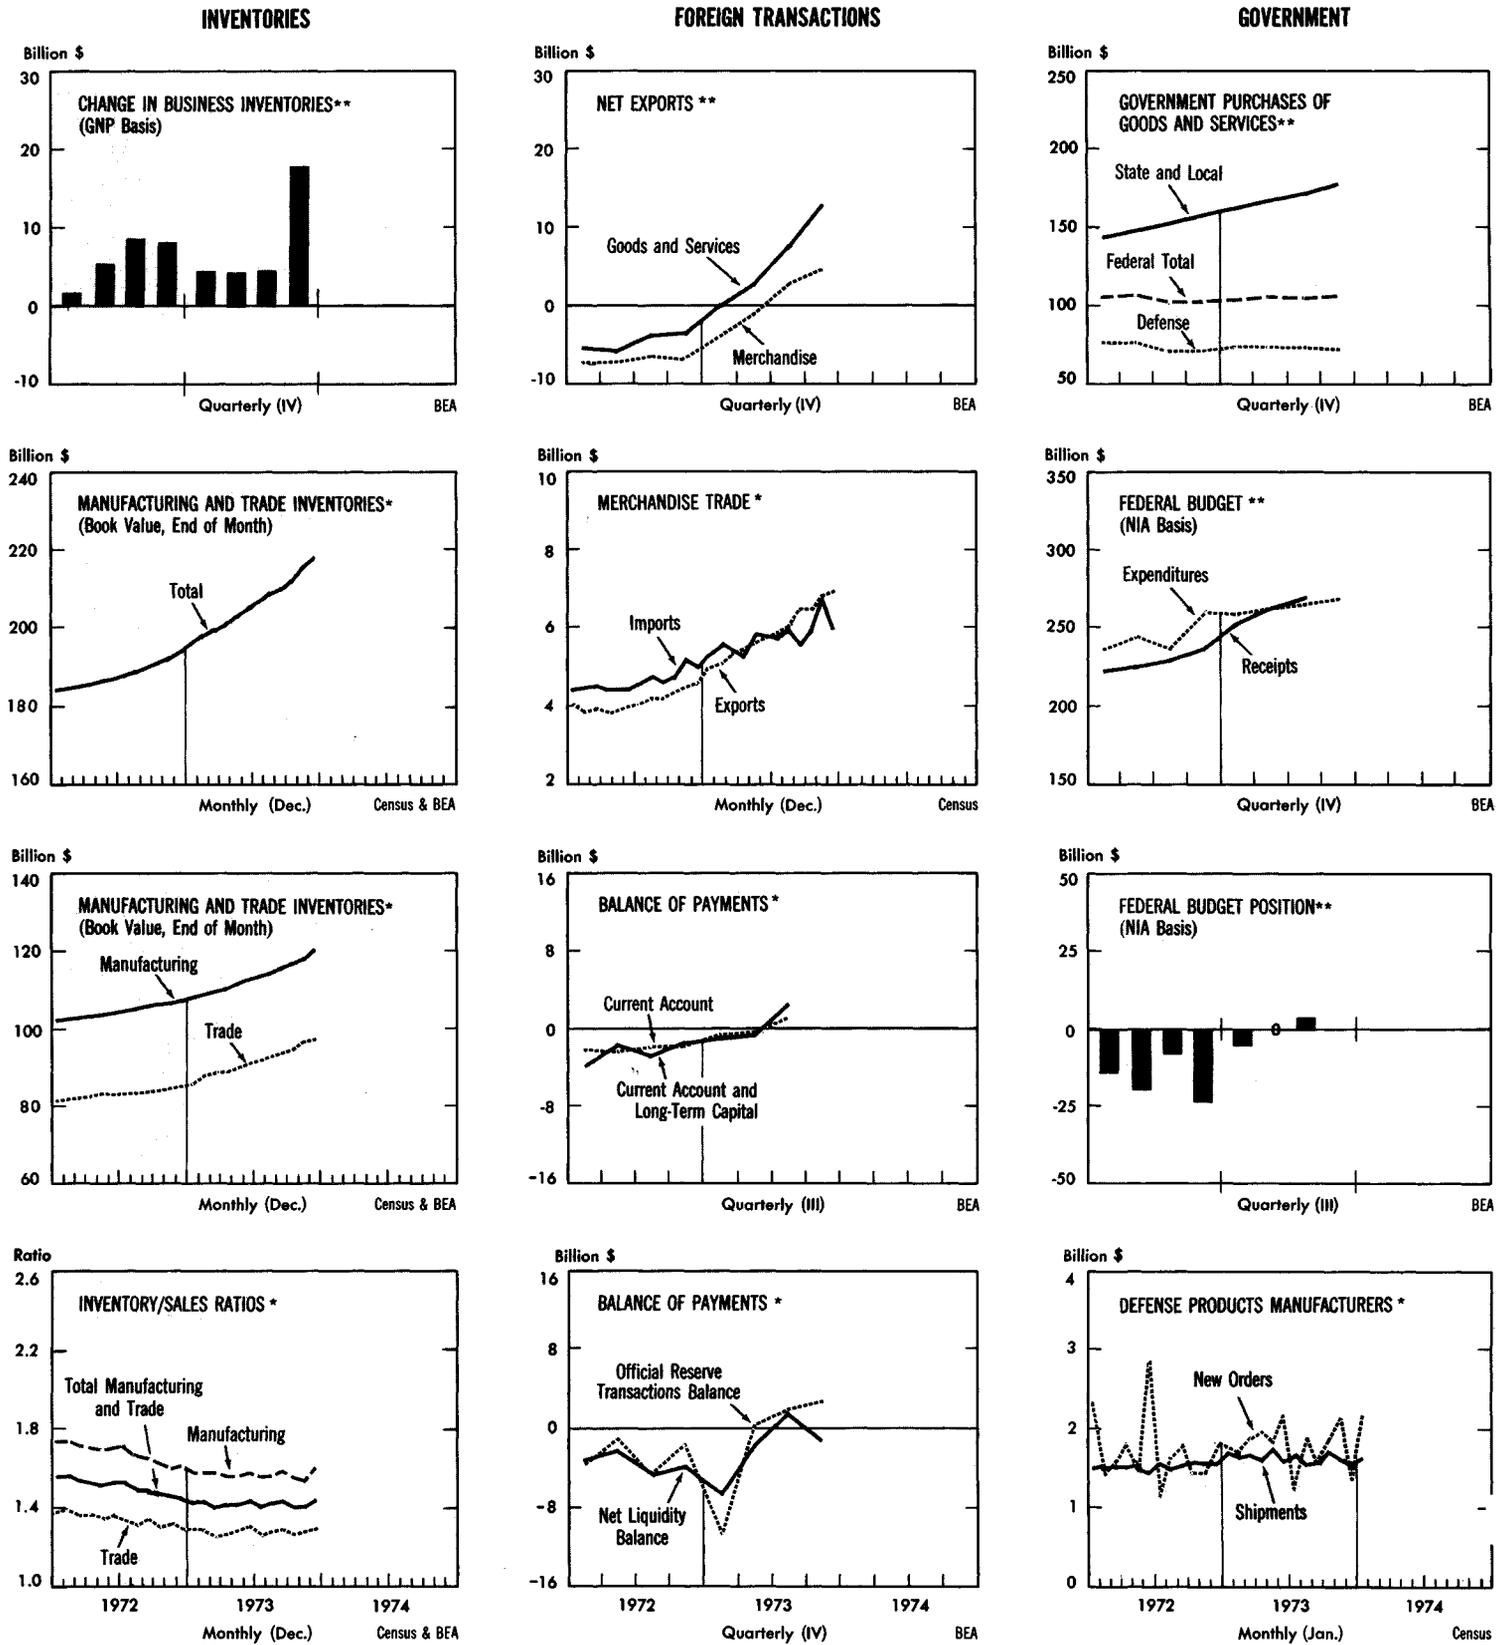 INVENTORIES
Billion $
30
20
10
0
-10
CHANGE IN BUSINESS INVENTORIES**
(GNP Basis)
Quarterly (IV)
BEA
Billion $
240
220
200
180
160
MANUFACTURING AND TRADE INVENTORIES*
(Book Value, End of Month)
Total
Monthly (Dec.)
Census & BEA
Billion $
140
120
100
80
60
MANUFACTURING AND TRADE INVENTORIES*
(Book Value, End of Month)
Manufacturing
Trade
Monthly (Dec.)
Census & BEA
Ratio
2.6
2.2
1.8
1.4
1.0
INVENTORY/SALES RATIOS *
Total Manufacturing
and Trade
Manufacturing
Trade
1972
1973
1974
Monthly (Dec.)
Census & BEA
FOREIGN TRANSACTIONS
Billion $
30
20
10
0
-10
NET EXPORTS **
Goods and Services
Merchandise
Quarterly (IV)
BEA
Billion $
10
8
6
4
2
MERCHANDISE TRADE *
Imports
Exports
Monthly (Dec.)
Census
Billion $
16
8
0
-8
-16
BALANCE OF PAYMENTS *
Current Account
Current Account and
Long-Term Capital
Quarterly (III)
BEA
Billion $
16
8
0
-8
-16
BALANCE OF PAYMENTS *
Official Reserve
Transactions Balance
Net Liquidity
Balance
1972
1973
1974
Quarterly (IV)
BEA
GOVERNMENT
Billion $
250
200
150
100
50
GOVERNMENT PURCHASES OF
GOODS AND SERVICES**
State and Local
Federal Total
Defense
Quarterly (IV)
BEA
Billion $
350
300
250
200
150
FEDERAL BUDGET **
(NIA Basis)
Expenditures
Receipts
Quarterly (IV)
BEA
Billion $
50
25
0
-25
-50
FEDERAL BUDGET POSITION**
(NIA Basis)
0
Quarterly (III)
BEA
Billion $
4
3
2
1
0
DEFENSE PRODUCTS MANUFACTURERS *
New Orders
Shipments
1972
1973
1974
Monthly (Jan.)
Census